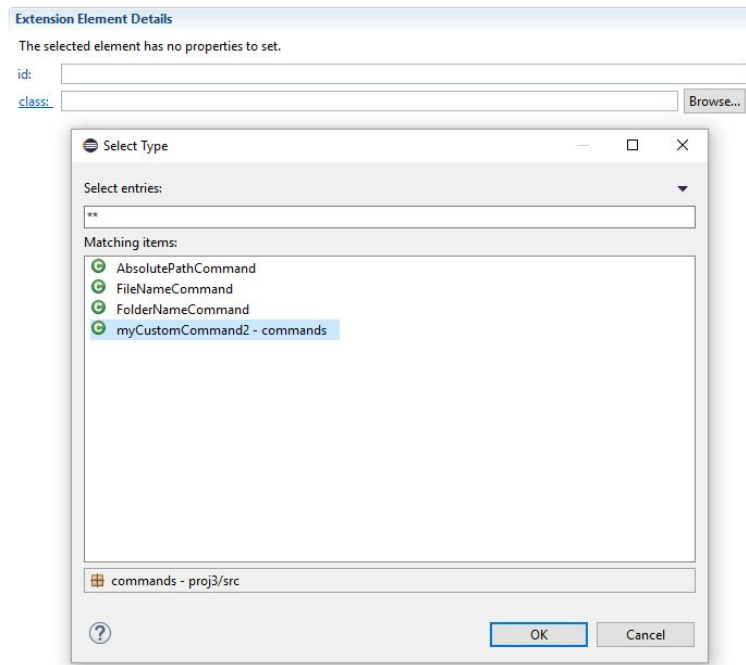 Extension Element Details
The selected element has no properties to set.
id:
class:
Browse...
Select Type
Select entries:
**
Matching items:
AbsolutePathCommand
FileNameCommand
FolderNameCommand
myCustomCommand2 - commands
commands - proj3/src
?
OK Cancel